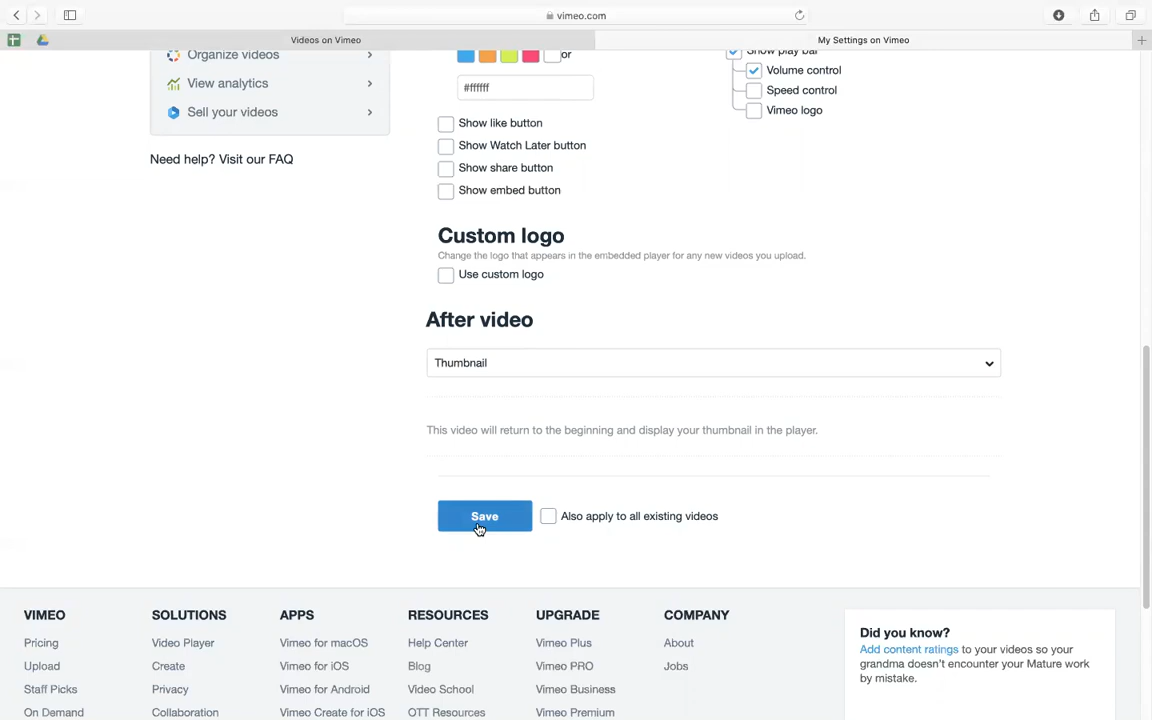 vimeo.com
Videos on Vimeo
My Settings on Vimeo
Organize videos
View analytics
Sell your videos
Need help? Visit our FAQ
or
#ffffff
Show like button
Show Watch Later button
Show share button
Show embed button
Show play bar
Volume control
Speed control
Vimeo logo
Custom logo
Change the logo that appears in the embedded player for any new videos you upload.
Use custom logo
After video
Thumbnail
This video will return to the beginning and display your thumbnail in the player.
Save
Also apply to all existing videos
VIMEO
Pricing
Upload
Staff Picks
On Demand
SOLUTIONS
Video Player
Create
Privacy
Collaboration
APPS
Vimeo for macOS
Vimeo for iOS
Vimeo for Android
Vimeo Create for iOS
RESOURCES
Help Center
Blog
Video School
OTT Resources
UPGRADE
Vimeo Plus
Vimeo PRO
Vimeo Business
Vimeo Premium
COMPANY
About
Jobs
Did you know?
Add content ratings to your videos so your
grandma doesn't encounter your Mature work
by mistake.